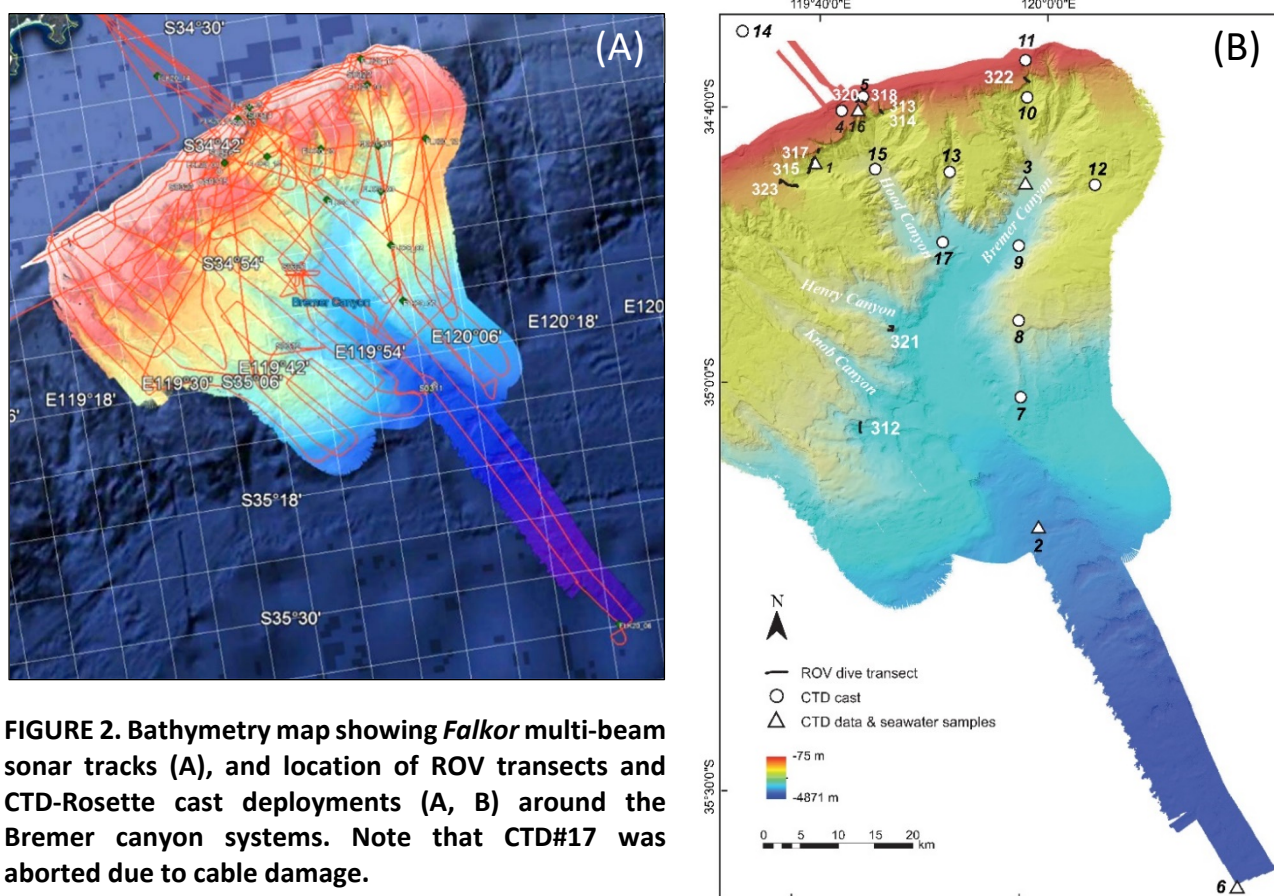 (A)
S34°30'
S34°42'
S34°54'
Bremer Canyon
E120
E120°18'
E120°06'
E119°54'
E119°42'
E119°30' S35°06'
E119°18'
6'
S0311
S35°18'
S35°30'
FIGURE 2. Bathymetry map showing Falkor multi-beam
sonar tracks (A), and location of ROV transects and
CTD-Rosette cast deployments (A, B) around the
Bremer canyon systems. Note that CTD#17 was
aborted due to cable damage.
119°40'0"E
120°0'0"E
(B)
14
11
322
5
320
318
313
10
4
16
314
34°40'0"S
317
315
1
15
13
3
12
323
Hood Canyon
Bremer Canyon
17
9
Henry Canyon
321
8
Knob Canyon
35°0'0"S
7
312
2
N
ROV dive transect
CTD cast
CTD data & seawater samples
-75 m
-4871 m
35°30'0"S
0 5 10 15 20
km
6